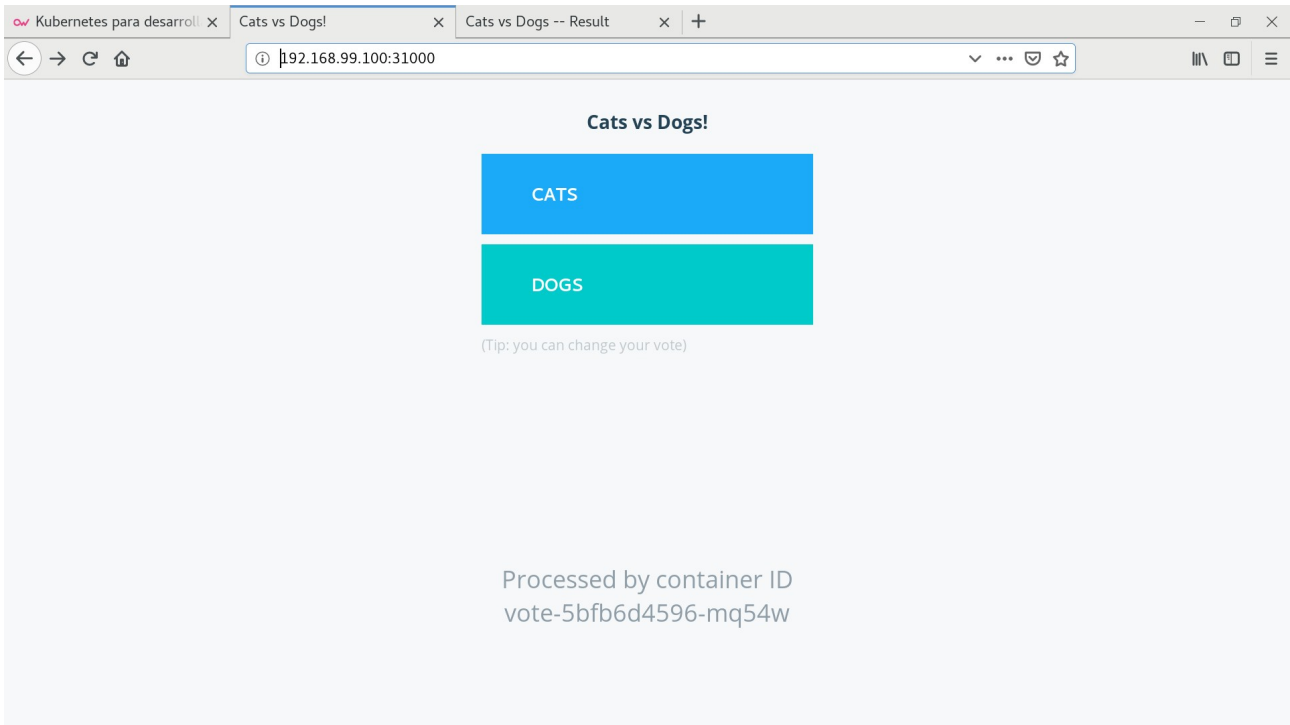 Kubernetes para desarroll
Cats vs Dogs!
Cats vs Dogs -- Result
192.168.99.100:31000
Cats vs Dogs!
CATS
DOGS
(Tip: you can change your vote)
Processed by container ID
vote-5bfb6d4596-mq54w